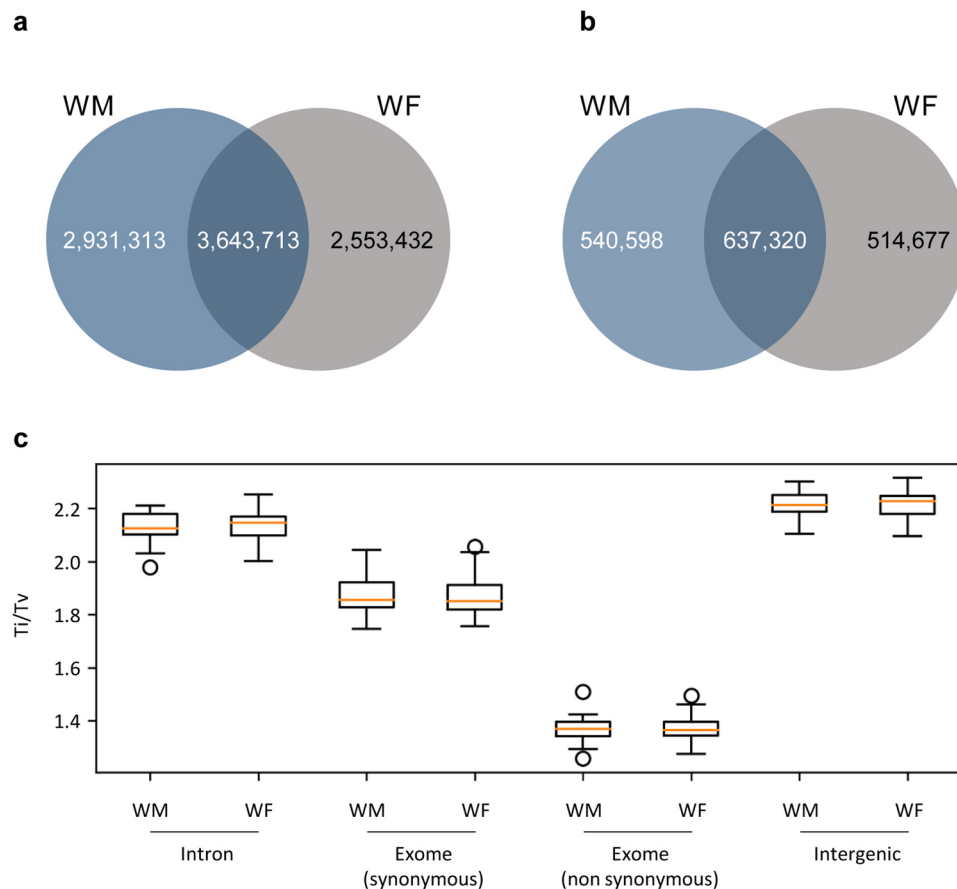 a
b
WM
WF
WM
WF
2,931,313
3,643,713
2,553,432
540,598
637,320
514,677
c
Ti/Tv
2.2
2.0
1.8
1.6
1.4
WM
WF
WM
WF
WM
WF
WM
WF
Intron
Exome
(synonymous)
Exome
(non synonymous)
Intergenic